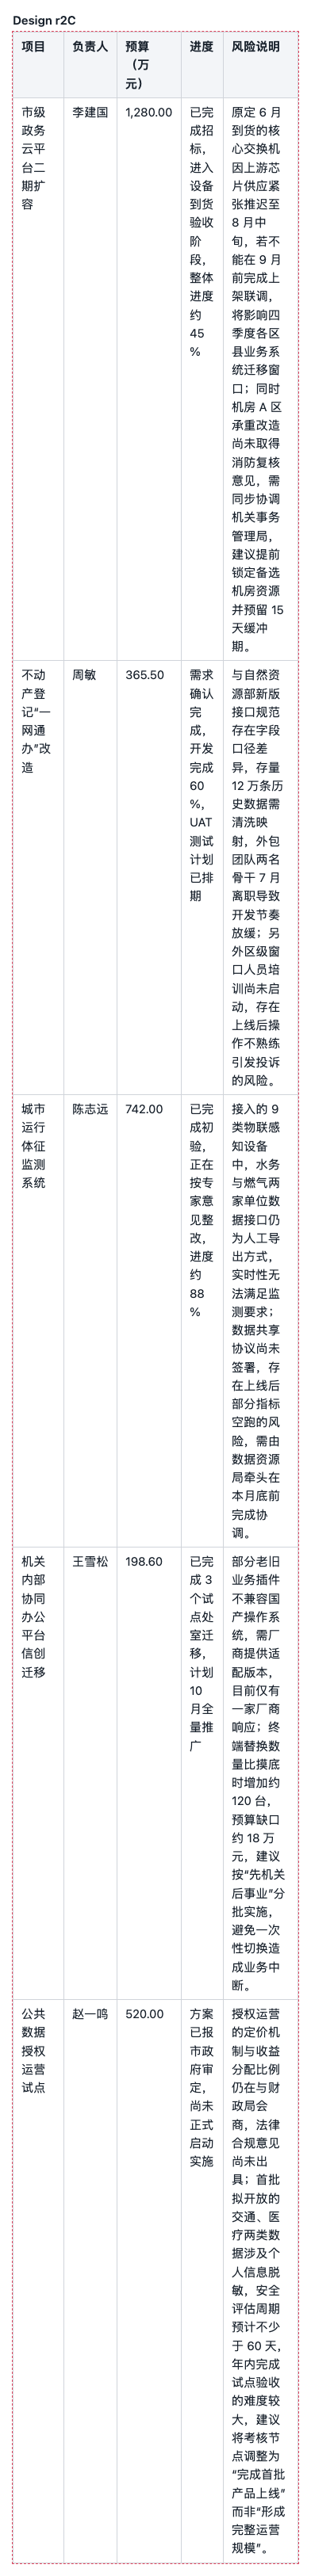 Design r2C
项目
负责人
预算
（万
元）
进度
风险说明
市级
政务
云平
台二
期扩
容
李建国
1,280.00
已完
成招
标，
进入
设备
到货
验收
阶
段，
整体
进度
约
45
%
原定 6 月
到货的核
心交换机
因上游芯
片供应紧
张推迟至
8 月中
旬，若不
能在 9 月
前完成上
架联调，
将影响四
季度各区
县业务系
统迁移窗
口；同时
机房 A 区
承重改造
尚未取得
消防复核
意见，需
同步协调
机关事务
管理局，
建议提前
锁定备选
机房资源
并预留 15
天缓冲
期。
不动
产登
记“一
网通
办”改
造
周敏
365.50
需求
确认
完
成，
开发
完成
60
%，
UAT
测试
计划
已排
期
与自然资
源部新版
接口规范
存在字段
口径差
异，存量
12 万条历
史数据需
清洗映
射，外包
团队两名
骨干 7 月
离职导致
开发节奏
放缓；另
外区级窗
口人员培
训尚未启
动，存在
上线后操
作不熟练
引发投诉
的风险。
城市
运行
体征
监测
系统
陈志远
742.00
已完
成初
验，
正在
按专
家意
见整
改，
进度
约
88
%
接入的 9
类物联感
知设备
中，水务
与燃气两
家单位数
据接口仍
为人工导
出方式，
实时性无
法满足监
测要求；
数据共享
协议尚未
签署，存
在上线后
部分指标
空跑的风
险，需由
数据资源
局牵头在
本月底前
完成协
调。
机关
内部
协同
办公
平台
信创
迁移
王雪松
198.60
已完
成 3
个试
点处
室迁
移，
计划
10
月全
量推
广
部分老旧
业务插件
不兼容国
产操作系
统，需厂
商提供适
配版本，
目前仅有
一家厂商
响应；终
端替换数
量比摸底
时增加约
120 台，
预算缺口
约 18 万
元，建议
按“先机关
后事业”分
批实施，
避免一次
性切换造
成业务中
断。
公共
数据
授权
运营
试点
赵一鸣
520.00
方案
已报
市政
府审
定，
尚未
正式
启动
实施
授权运营
的定价机
制与收益
分配比例
仍在与财
政局会
商，法律
合规意见
尚未出
具；首批
拟开放的
交通、医
疗两类数
据涉及个
人信息脱
敏，安全
评估周期
预计不少
于 60 天，
年内完成
试点验收
的难度较
大，建议
将考核节
点调整为
“完成首批
产品上线”
而非“形成
完整运营
规模”。